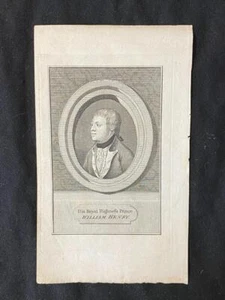 His Royal Highness Prince
WILLIAM HENRY.